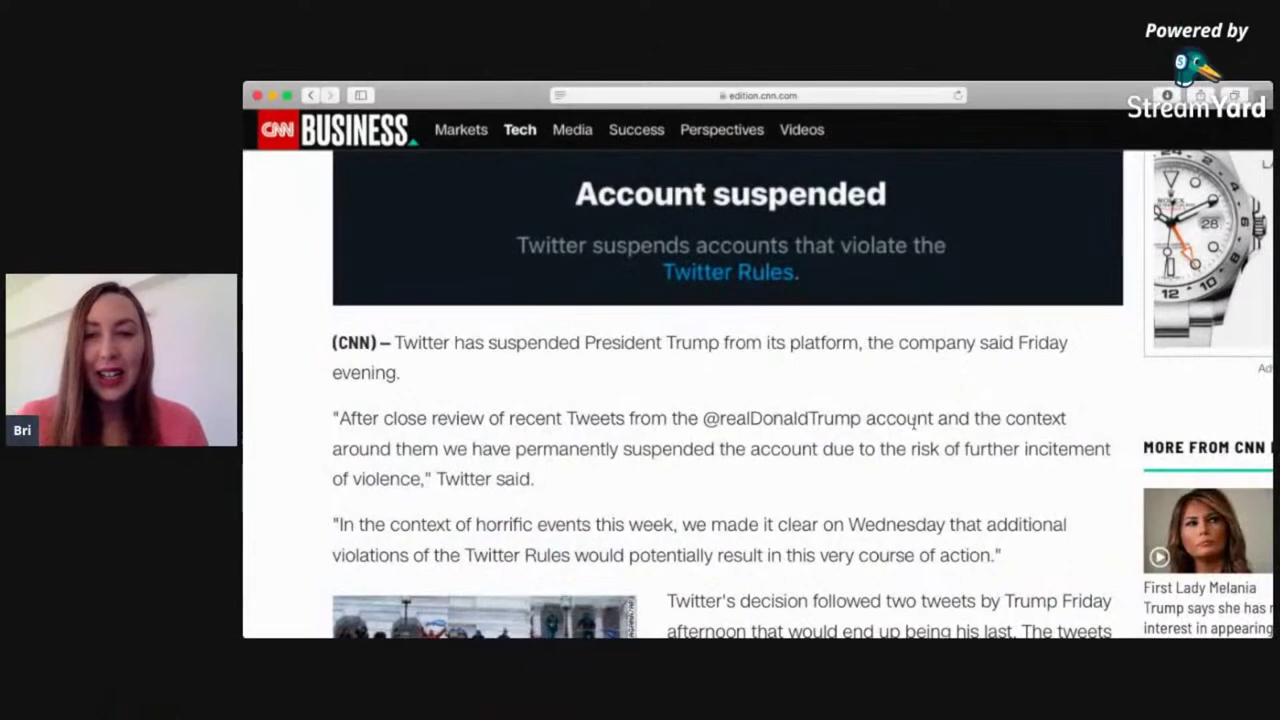 Powered by
StreamYard
edition.cnn.com
CNN BUSINESS Markets Tech Media Success Perspectives Videos
Account suspended
Twitter suspends accounts that violate the
Twitter Rules.
(CNN) – Twitter has suspended President Trump from its platform, the company said Friday
evening.
"After close review of recent Tweets from the @realDonaldTrump account and the context
around them we have permanently suspended the account due to the risk of further incitement
of violence," Twitter said.
"In the context of horrific events this week, we made it clear on Wednesday that additional
violations of the Twitter Rules would potentially result in this very course of action."
Twitter's decision followed two tweets by Trump Friday
afternoon that would end up being his last. The tweets
ROLEX
28
12
10
8
MORE FROM CNN
First Lady Melania
Trump says she has
interest in appearing
Bri